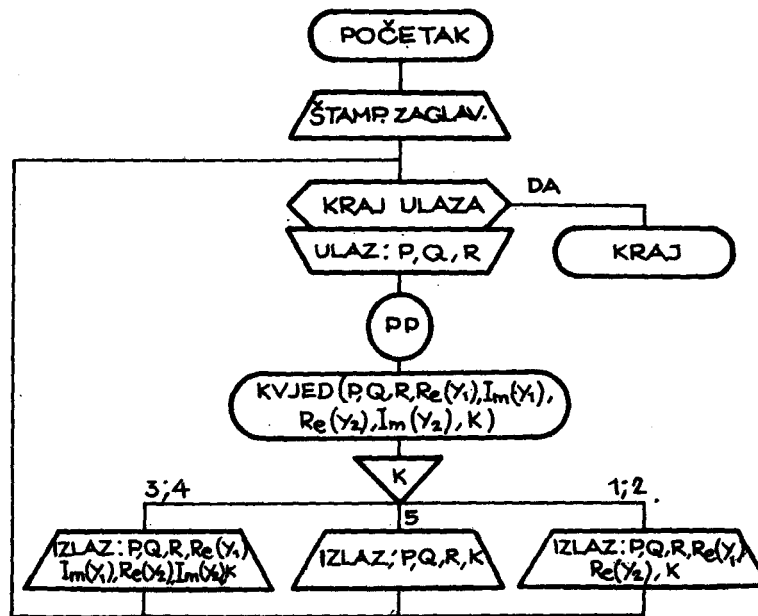 POČETAK
ŠTAMP. ZAGLAV.
KRAJ ULAZA
DA
ULAZ: P, Q, R
KRAJ
PP
KVJED (P, Q, R, Re(Y₁), Im(Y₁),
Re(Y₂), Im(Y₂), K)
K
3;4
5
1;2
IZLAZ: P, Q, R, Re(Y₁)
Im(Y₁), Re(Y₂), Im(Y₂) K
IZLAZ: P, Q, R, K
IZLAZ: P, Q, R, Re(Y₁)
Re(Y₂), K